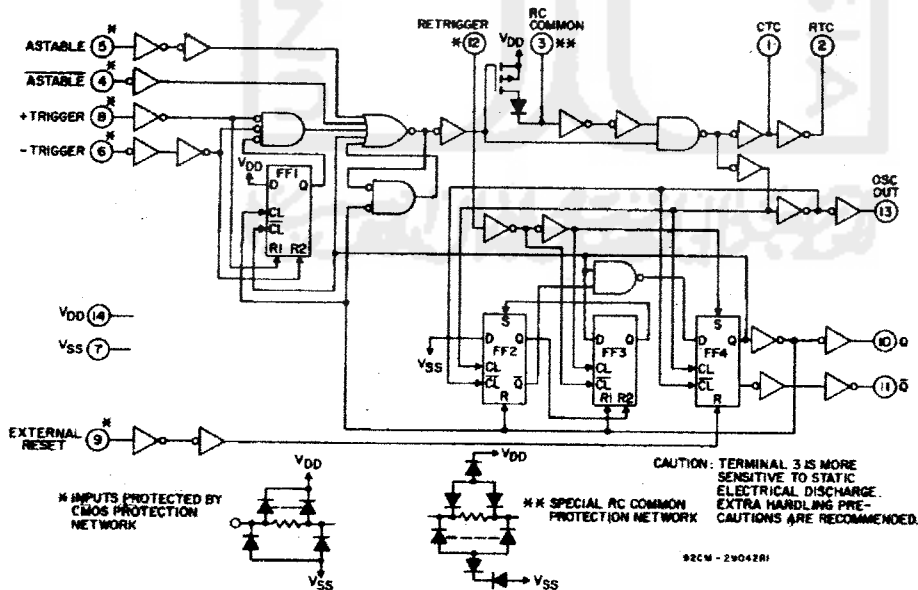 RETRIGGER
*12
RC
COMMON
3 **
VDD
CTC
1
RTC
2
ASTABLE 5 *
ASTABLE 4 *
+TRIGGER 8 *
-TRIGGER 6 *
VDD
D FF1 Q
CL
CL
R1 R2
OSC
OUT
13
VDD 14
VSS 7
S
D Q
FF2
CL
CL Q
R
VSS
D Q
FF3
CL
CL
R1 R2
S
D Q
FF4
CL
CL
R
10 Q
11 Q
EXTERNAL
RESET 9 *
* INPUTS PROTECTED BY
CMOS PROTECTION
NETWORK
VDD
VSS
VDD
** SPECIAL RC COMMON
PROTECTION NETWORK
VSS
CAUTION: TERMINAL 3 IS MORE
SENSITIVE TO STATIC
ELECTRICAL DISCHARGE.
EXTRA HANDLING PRE-
CAUTIONS ARE RECOMMENDED.
92CM-29042R1